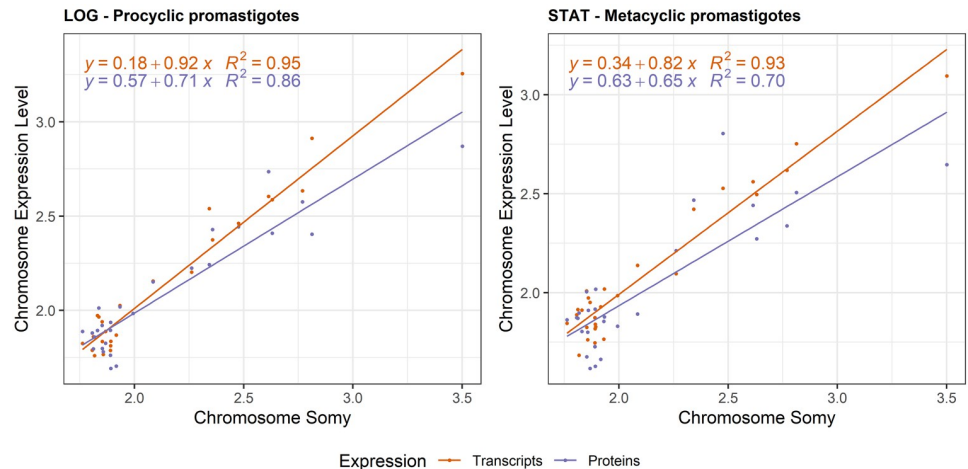 LOG - Procyclic promastigotes
y = 0.18+0.92 x R² = 0.95
y = 0.57+0.71 x R² = 0.86
Chromosome Expression Level
3.0
2.5
2.0
2.0 2.5 3.0 3.5
Chromosome Somy
STAT - Metacyclic promastigotes
y = 0.34+0.82 x R² = 0.93
y = 0.63+0.65 x R² = 0.70
Chromosome Expression Level
3.0
2.5
2.0
2.0 2.5 3.0 3.5
Chromosome Somy
Expression Transcripts Proteins